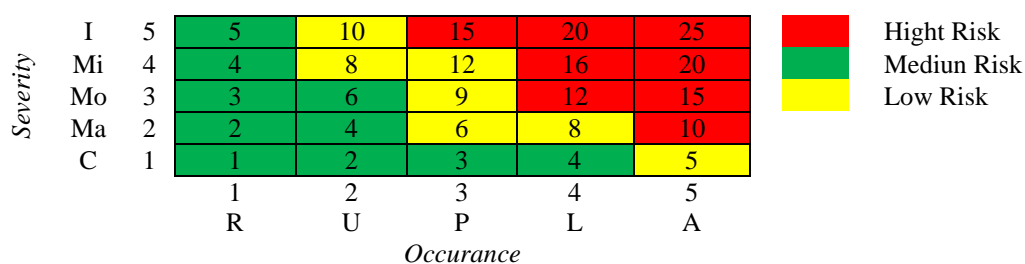 Severity
I 5 5 10 15 20 25 Hight Risk
Mi 4 4 8 12 16 20 Mediun Risk
Mo 3 3 6 9 12 15 Low Risk
Ma 2 2 4 6 8 10
C 1 1 2 3 4 5
1 2 3 4 5
R U P L A
Occurance